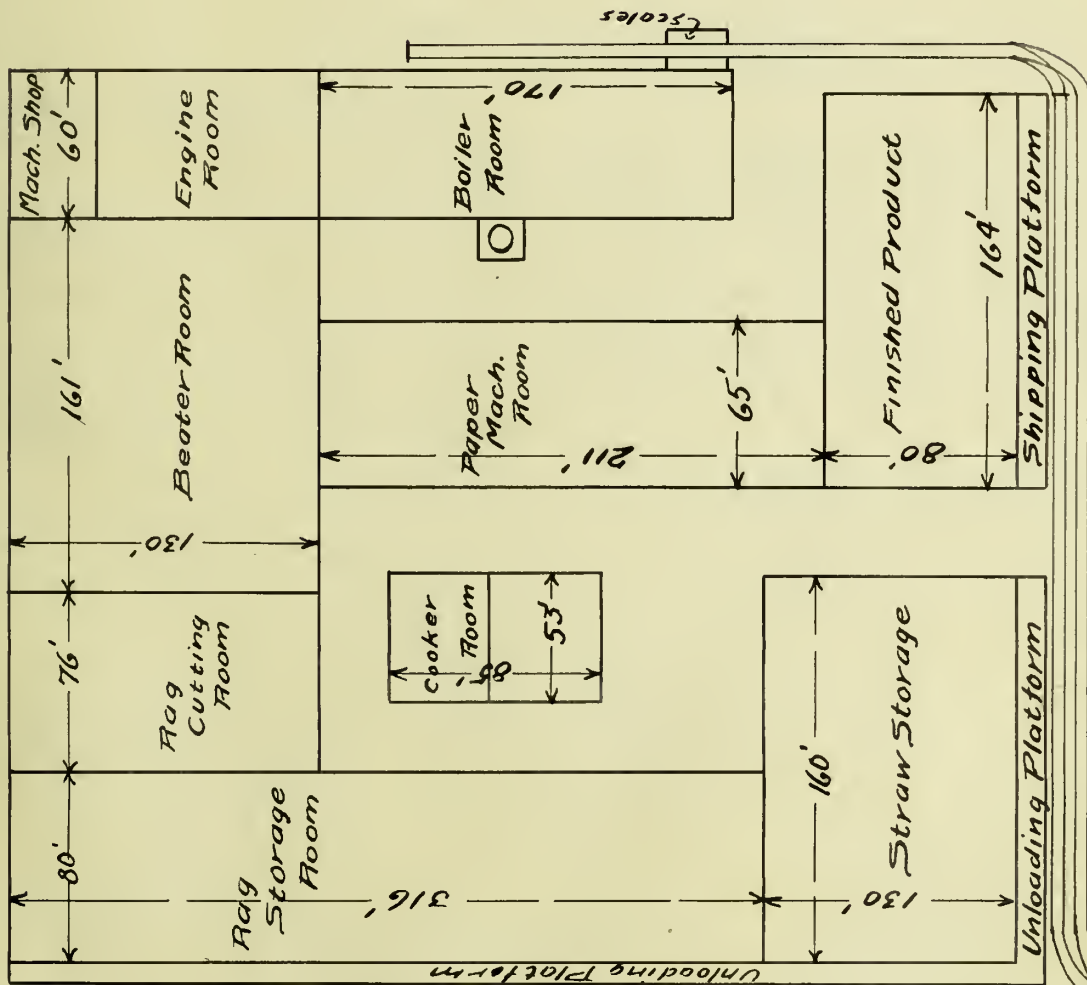 Scales
Mach. Shop
60'
Engine
Room
170'
Boiler
Room
161'
Beater Room
130'
Paper
Mach.
Room
65'
211'
Finished Product
164'
80'
Shipping Platform
76'
Rag
Cutting
Room
Cooker
Room
85'
53'
80'
Rag
Storage
Room
316'
160'
Straw Storage
130'
Unloading Platform
Unloading Platform